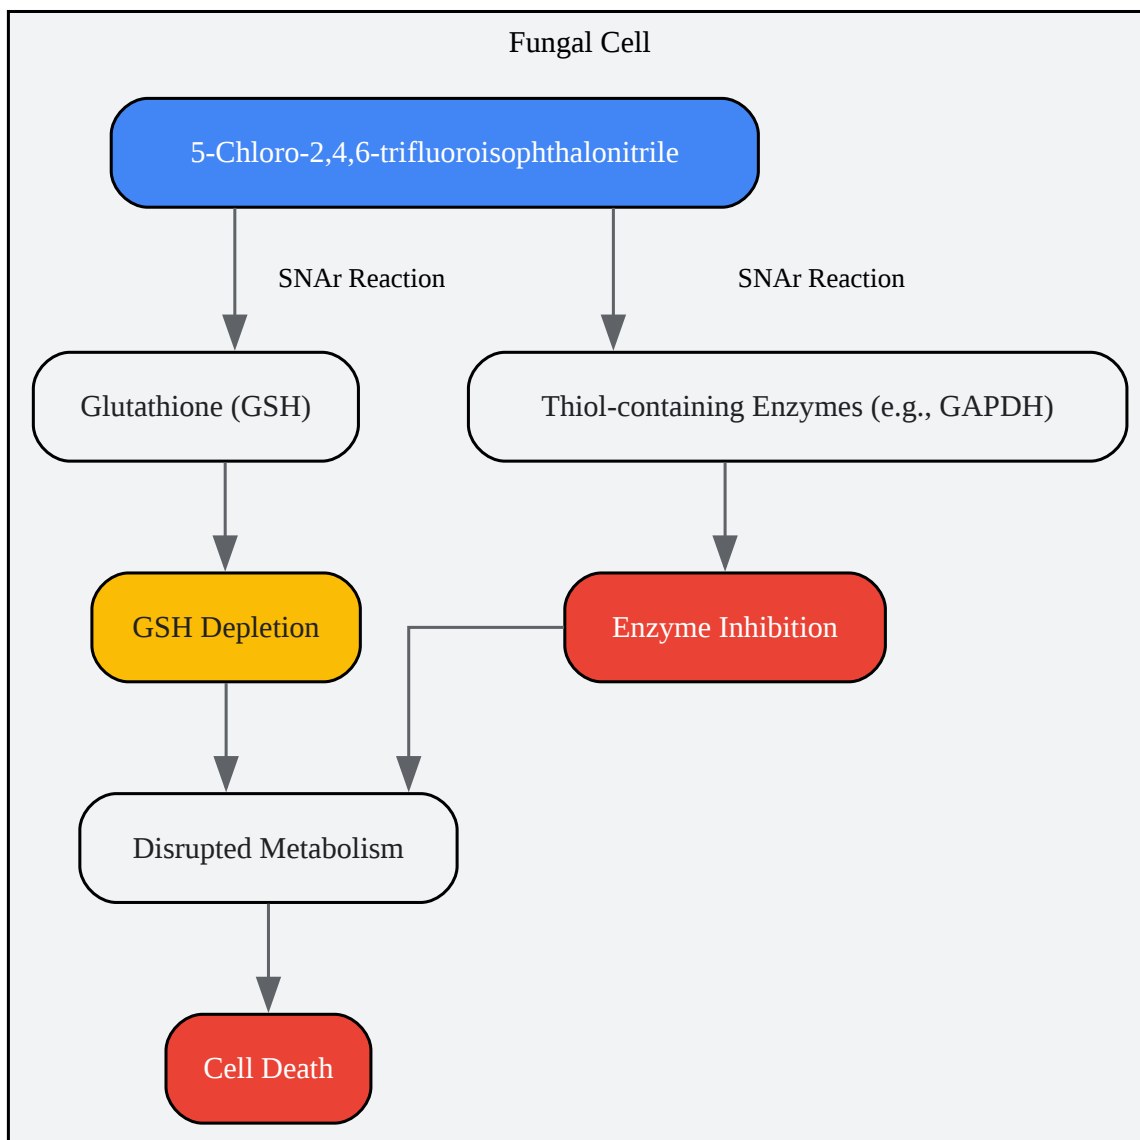 Fungal Cell
5-Chloro-2,4,6-trifluoroisophthalonitrile
SNAr Reaction
SNAr Reaction
Glutathione (GSH)
Thiol-containing Enzymes (e.g., GAPDH)
GSH Depletion
Enzyme Inhibition
Disrupted Metabolism
Cell Death